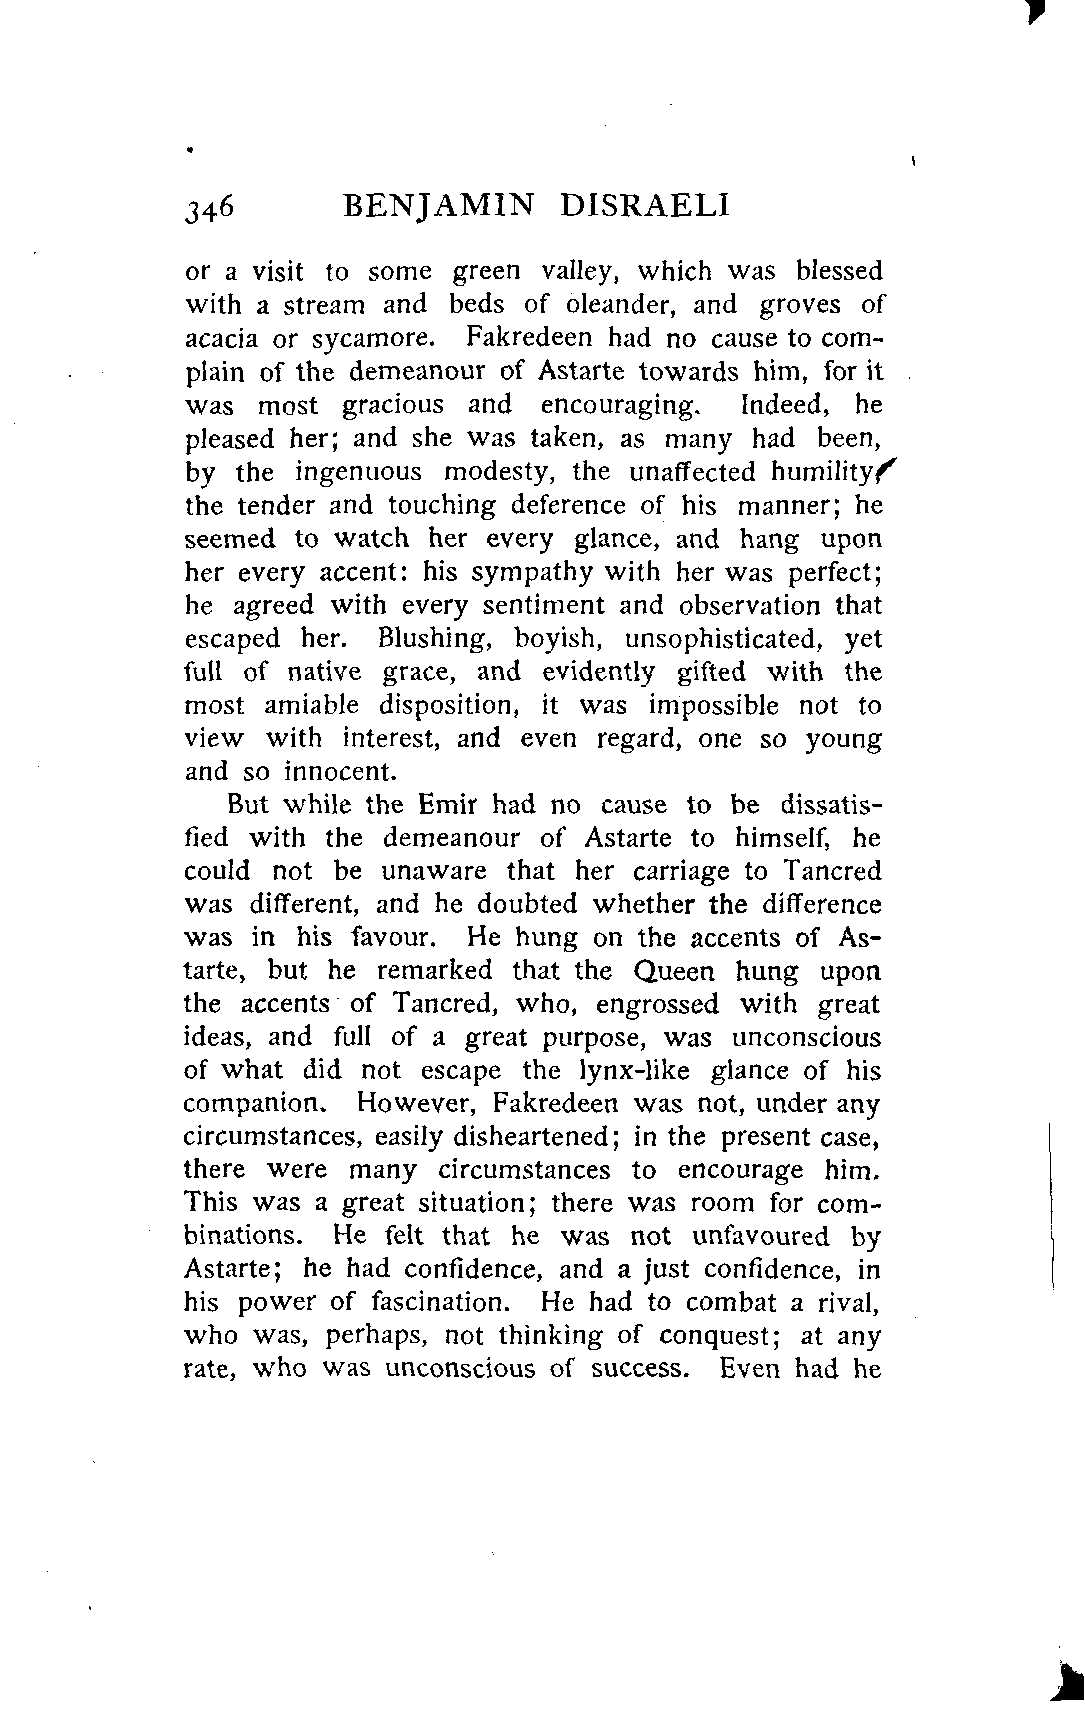 346 BENJAMIN DISRAELI
or a visit to some green valley, which was blessed
with a stream and beds of oleander, and groves of
acacia or sycamore. Fakredeen had no cause to com-
plain of the demeanour of Astarte towards him, for it
was most gracious and encouraging. Indeed, he
pleased her; and she was taken, as many had been,
by the ingenuous modesty, the unaffected humility,
the tender and touching deference of his manner; he
seemed to watch her every glance, and hang upon
her every accent: his sympathy with her was perfect;
he agreed with every sentiment and observation that
escaped her. Blushing, boyish, unsophisticated, yet
full of native grace, and evidently gifted with the
most amiable disposition, it was impossible not to
view with interest, and even regard, one so young
and so innocent.
But while the Emir had no cause to be dissatis-
fied with the demeanour of Astarte to himself, he
could not be unaware that her carriage to Tancred
was different, and he doubted whether the difference
was in his favour. He hung on the accents of As-
tarte, but he remarked that the Queen hung upon
the accents of Tancred, who, engrossed with great
ideas, and full of a great purpose, was unconscious
of what did not escape the lynx-like glance of his
companion. However, Fakredeen was not, under any
circumstances, easily disheartened; in the present case,
there were many circumstances to encourage him.
This was a great situation; there was room for com-
binations. He felt that he was not unfavoured by
Astarte; he had confidence, and a just confidence, in
his power of fascination. He had to combat a rival,
who was, perhaps, not thinking of conquest; at any
rate, who was unconscious of success. Even had he